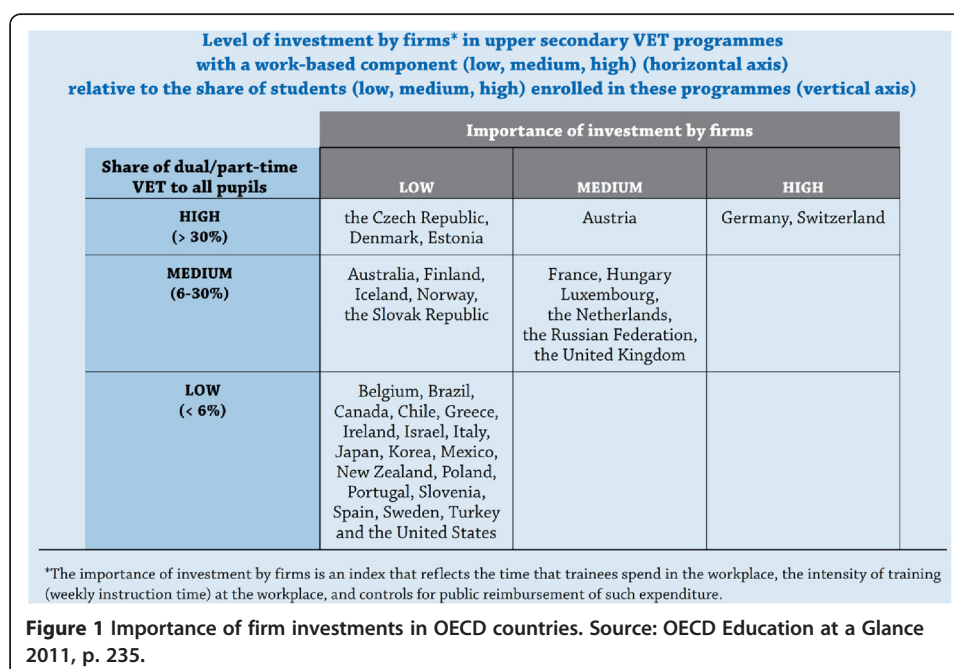 Level of investment by firms* in upper secondary VET programmes
with a work-based component (low, medium, high) (horizontal axis)
relative to the share of students (low, medium, high) enrolled in these programmes (vertical axis)
Importance of investment by firms
Share of dual/part-time
VET to all pupils
LOW
MEDIUM
HIGH
HIGH
(> 30%)
the Czech Republic,
Denmark, Estonia
Austria
Germany, Switzerland
MEDIUM
(6-30%)
Australia, Finland,
Iceland, Norway,
the Slovak Republic
France, Hungary
Luxembourg,
the Netherlands,
the Russian Federation,
the United Kingdom
LOW
(< 6%)
Belgium, Brazil,
Canada, Chile, Greece,
Ireland, Israel, Italy,
Japan, Korea, Mexico,
New Zealand, Poland,
Portugal, Slovenia,
Spain, Sweden, Turkey
and the United States
*The importance of investment by firms is an index that reflects the time that trainees spend in the workplace, the intensity of training
(weekly instruction time) at the workplace, and controls for public reimbursement of such expenditure.
Figure 1 Importance of firm investments in OECD countries. Source: OECD Education at a Glance
2011, p. 235.